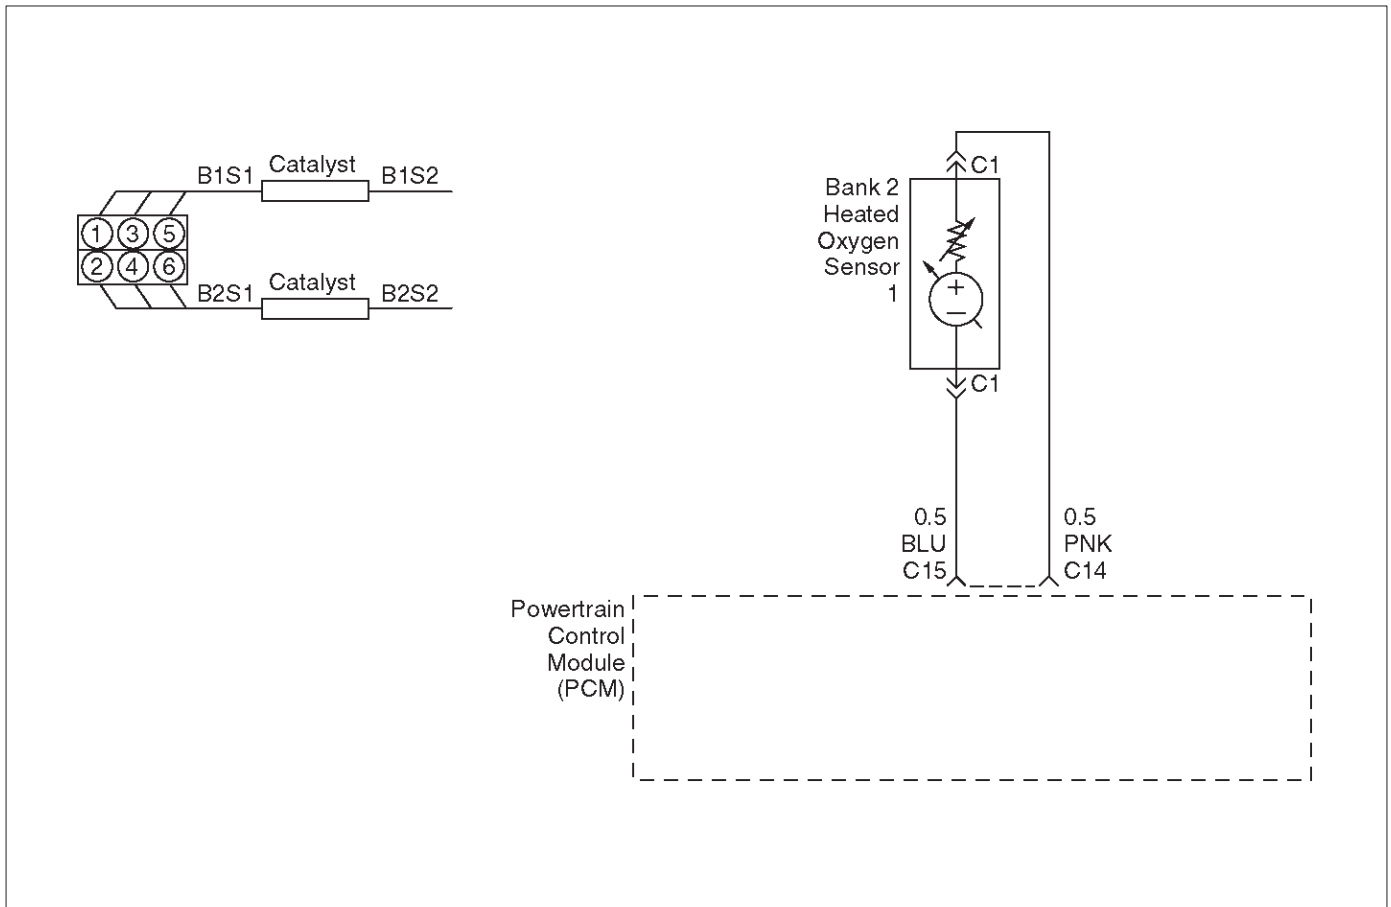 B1S1
Catalyst
B1S2
1
3
5
2
4
6
B2S1
Catalyst
B2S2
C1
Bank 2
Heated
Oxygen
Sensor
1
+
−
C1
0.5
BLU
C15
0.5
PNK
C14
Powertrain
Control
Module
(PCM)